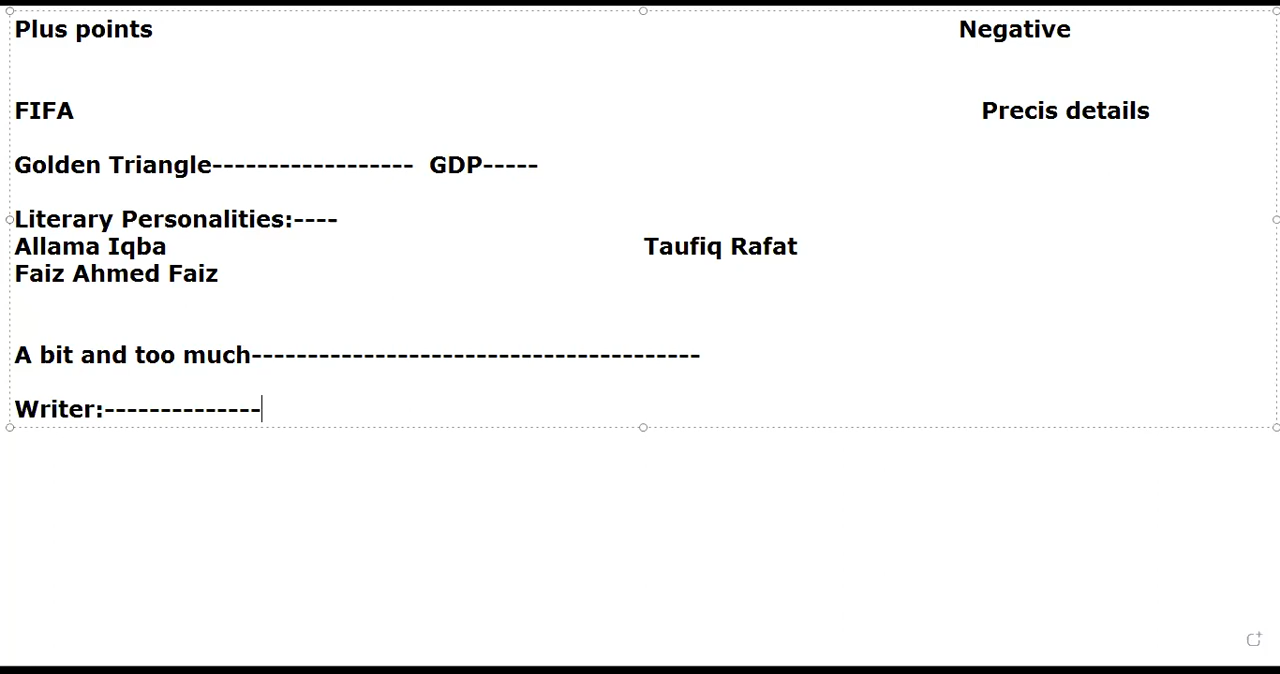 Plus points Negative
FIFA Precis details
Golden Triangle------------------ GDP-----
Literary Personalities:----
Allama Iqba Taufiq Rafat
Faiz Ahmed Faiz
A bit and too much----------------------------------------
Writer:--------------